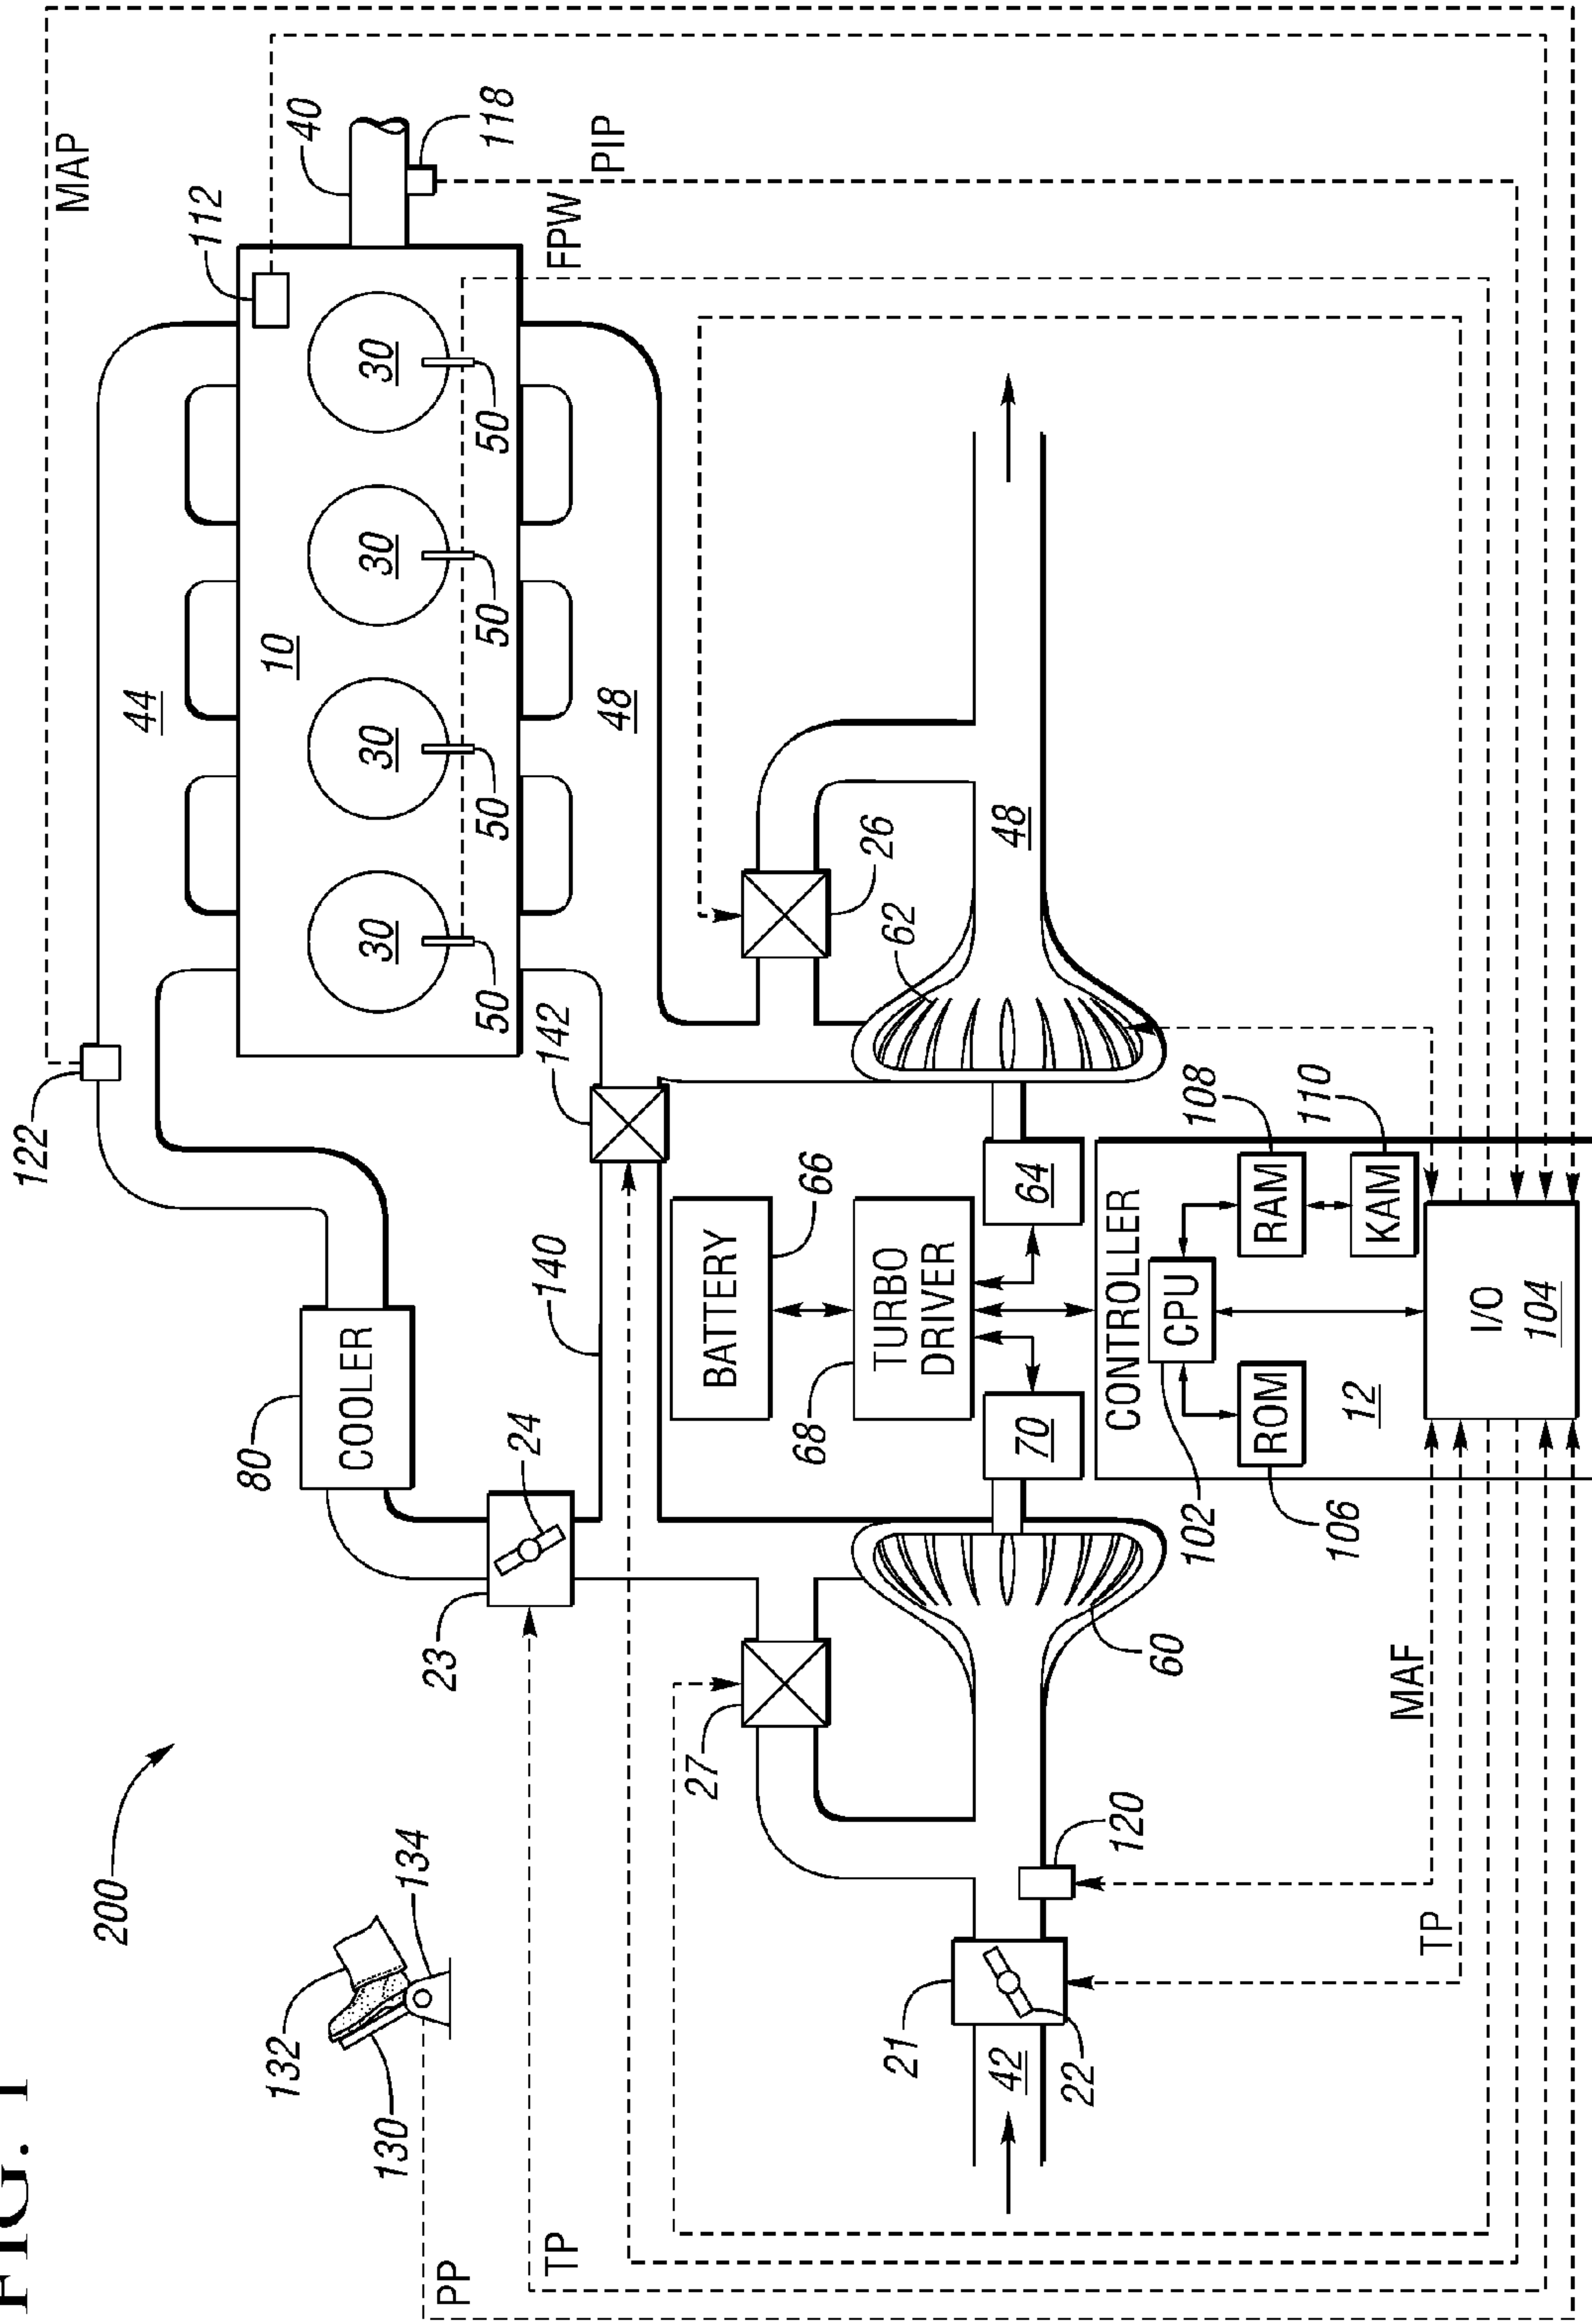 FIG. 1
200
132
130
134
PP
TP
122
MAP
112
40
118
PIP
FPW
44
10
30
30
30
30
50
50
50
50
48
80
COOLER
23
24
140
142
27
26
62
48
BATTERY
66
68
TURBO
DRIVER
70
64
60
21
22
42
120
MAF
TP
CONTROLLER
12
CPU
102
ROM
106
RAM
108
KAM
110
I/O
104